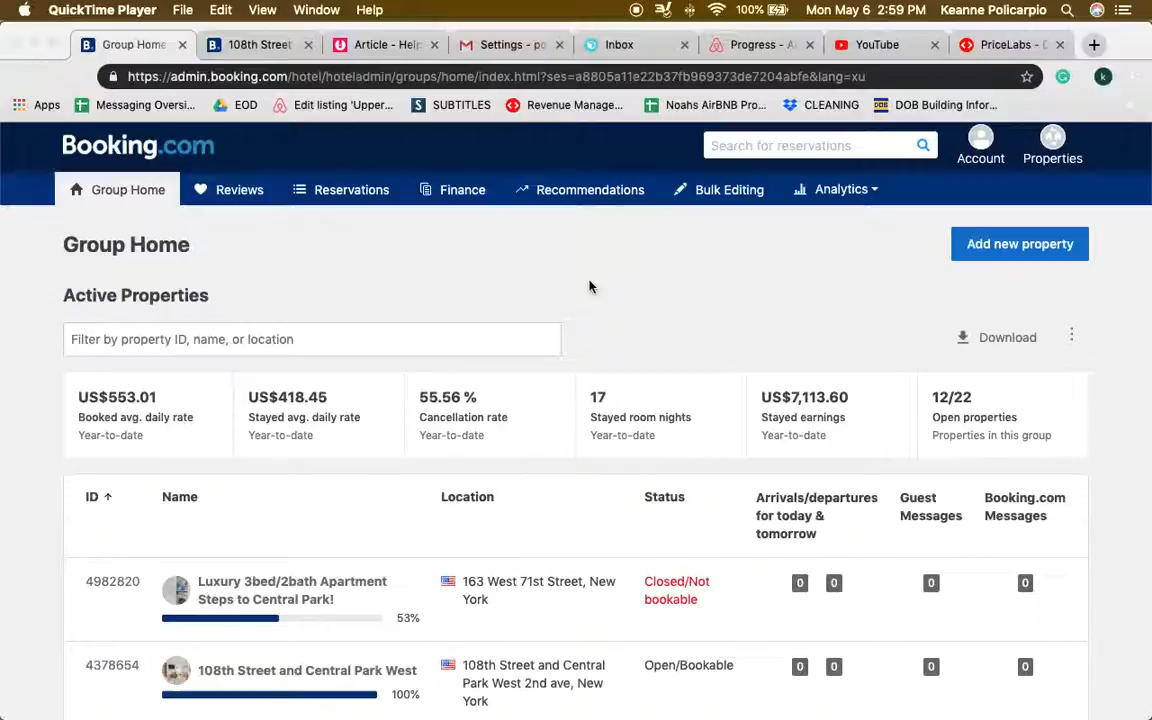 QuickTime Player File Edit View Window Help 100% Mon May 6 2:59 PM Keanne Policarpio
Group Home 108th Street Article - Help Settings - po Inbox Progress - A YouTube PriceLabs - D
https://admin.booking.com/hotel/hoteladmin/groups/home/index.html?ses=a8805a11e22b37fb969373de7204abfe&lang=xu k
Apps Messaging Oversi... EOD Edit listing 'Upper... S SUBTITLES Revenue Manage... Noahs AirBNB Pro... CLEANING DOB Building Infor...
Booking.com Search for reservations Account Properties
Group Home Reviews Reservations Finance Recommendations Bulk Editing Analytics
Group Home Add new property
Active Properties
Filter by property ID, name, or location Download
US$553.01 US$418.45 55.56 % 17 US$7,113.60 12/22
Booked avg. daily rate Stayed avg. daily rate Cancellation rate Stayed room nights Stayed earnings Open properties
Year-to-date Year-to-date Year-to-date Year-to-date Year-to-date Properties in this group
ID Name Location Status Arrivals/departures Guest Booking.com
for today & Messages Messages
tomorrow
4982820 Luxury 3bed/2bath Apartment 163 West 71st Street, New Closed/Not 0 0 0 0
Steps to Central Park! York bookable
53%
4378654 108th Street and Central Park West 108th Street and Central Open/Bookable 0 0 0 0
Park West 2nd ave, New
100% York